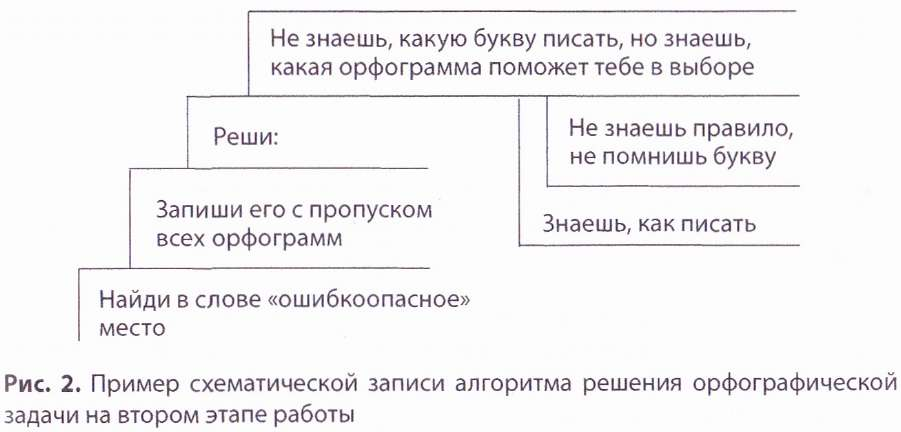 Не знаешь, какую букву писать, но знаешь,
какая орфограмма поможет тебе в выборе
Реши:
Не знаешь правило,
не помнишь букву
Запиши его с пропуском
всех орфограмм
Знаешь, как писать
Найди в слове «ошибкоопасное»
место
Рис. 2. Пример схематической записи алгоритма решения орфографической
задачи на втором этапе работы